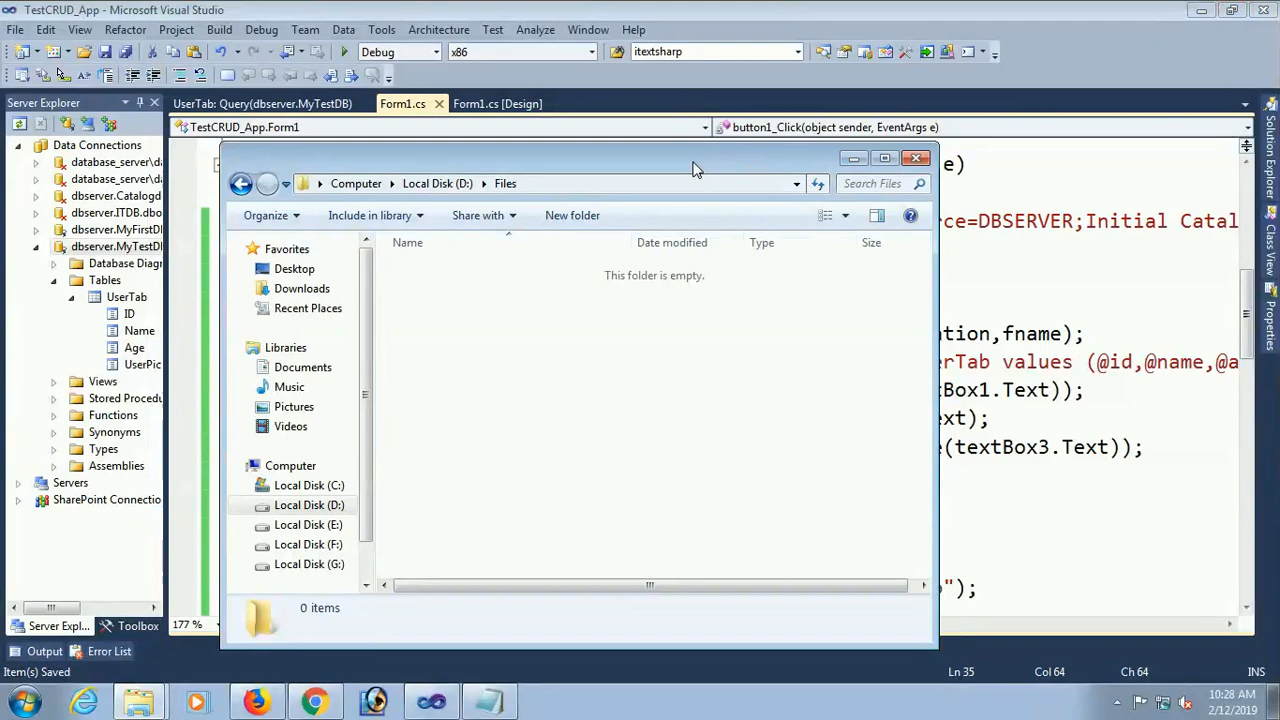 TestCRUD_App - Microsoft Visual Studio
File Edit View Refactor Project Build Debug Team Data Tools Architecture Test Analyze Window Help
Debug x86 itextsharp
Server Explorer
UserTab: Query(dbserver.MyTestDB) Form1.cs Form1.cs [Design]
TestCRUD_App.Form1 button1_Click(object sender, EventArgs e)
Data Connections
database_server\da
database_server\da
dbserver.Catalogd
dbserver.ITDB.dbo
dbserver.MyFirstD
dbserver.MyTestD
Database Diagr
Tables
UserTab
ID
Name
Age
UserPic
Views
Stored Procedu
Functions
Synonyms
Types
Assemblies
Servers
SharePoint Connectio
Server Expl... Toolbox
Output Error List
Item(s) Saved
Computer Local Disk (D:) Files
Search Files
Organize Include in library Share with New folder
Name Date modified Type Size
This folder is empty.
Favorites
Desktop
Downloads
Recent Places
Libraries
Documents
Music
Pictures
Videos
Computer
Local Disk (C:)
Local Disk (D:)
Local Disk (E:)
Local Disk (F:)
Local Disk (G:)
0 items
e)
rce=DBSERVER;Initial Catal
tion,fname);
erTab values (@id,@name,@a
tBox1.Text));
ext);
e(textBox3.Text));
");
177 %
Solution Explorer
Class View
Properties
Ln 35 Col 64 Ch 64 INS
10:28 AM
2/12/2019